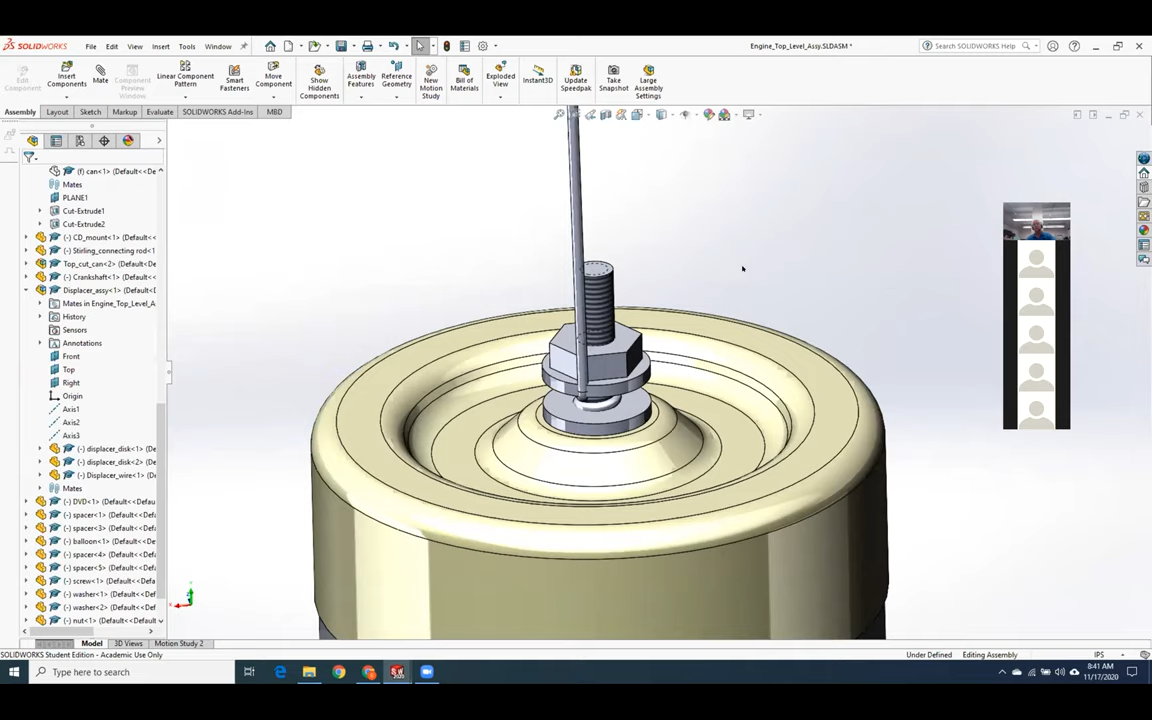 SOLIDWORKS File Edit View Insert Tools Window Engine_Top_Level_Assy.SLDASM * Search SOLIDWORKS Help
Edit Component Insert Components Mate Component Preview Window Linear Component Pattern Smart Fasteners Move Component Show Hidden Components Assembly Features Reference Geometry New Motion Study Bill of Materials Exploded View Instant3D Update Speedpak Take Snapshot Large Assembly Settings
Assembly Layout Sketch Markup Evaluate SOLIDWORKS Add-Ins MBD
(f) can<1> (Default<<De
Mates
PLANE1
Cut-Extrude1
Cut-Extrude2
(-) CD_mount<1> (Default<<
(-) Stirling_connecting rod<1
Top_cut_can<2> (Default<<
(-) Crankshaft<1> (Default<
Displacer_assy<1> (Default<D
Mates in Engine_Top_Level_A
History
Sensors
Annotations
Front
Top
Right
Origin
Axis1
Axis2
Axis3
(-) displacer_disk<1> (Def
(-) displacer_disk<2> (Def
(-) Displacer_wire<1> (Def
Mates
(-) DVD<1> (Default<<Defau
(-) spacer<1> (Default<<Def
(-) spacer<3> (Default<<Def
(-) balloon<1> (Default<<De
(-) spacer<4> (Default<<Def
(-) spacer<5> (Default<<Def
(-) screw<1> (Default<<Defa
(-) washer<1> (Default<<De
(-) washer<2> (Default<<De
(-) nut<1> (Default<<Defaul
Model 3D Views Motion Study 2
SOLIDWORKS Student Edition - Academic Use Only Under Defined Editing Assembly IPS
Type here to search 8:41 AM
11/17/2020